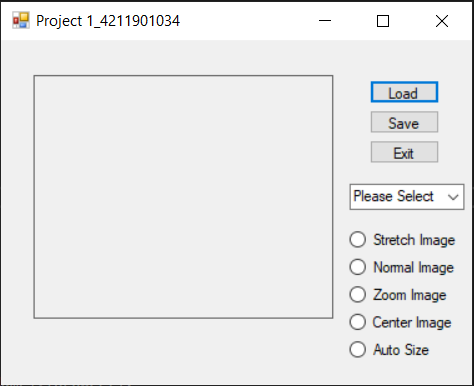 Project 1_4211901034
Load
Save
Exit
Please Select
Stretch Image
Normal Image
Zoom Image
Center Image
Auto Size